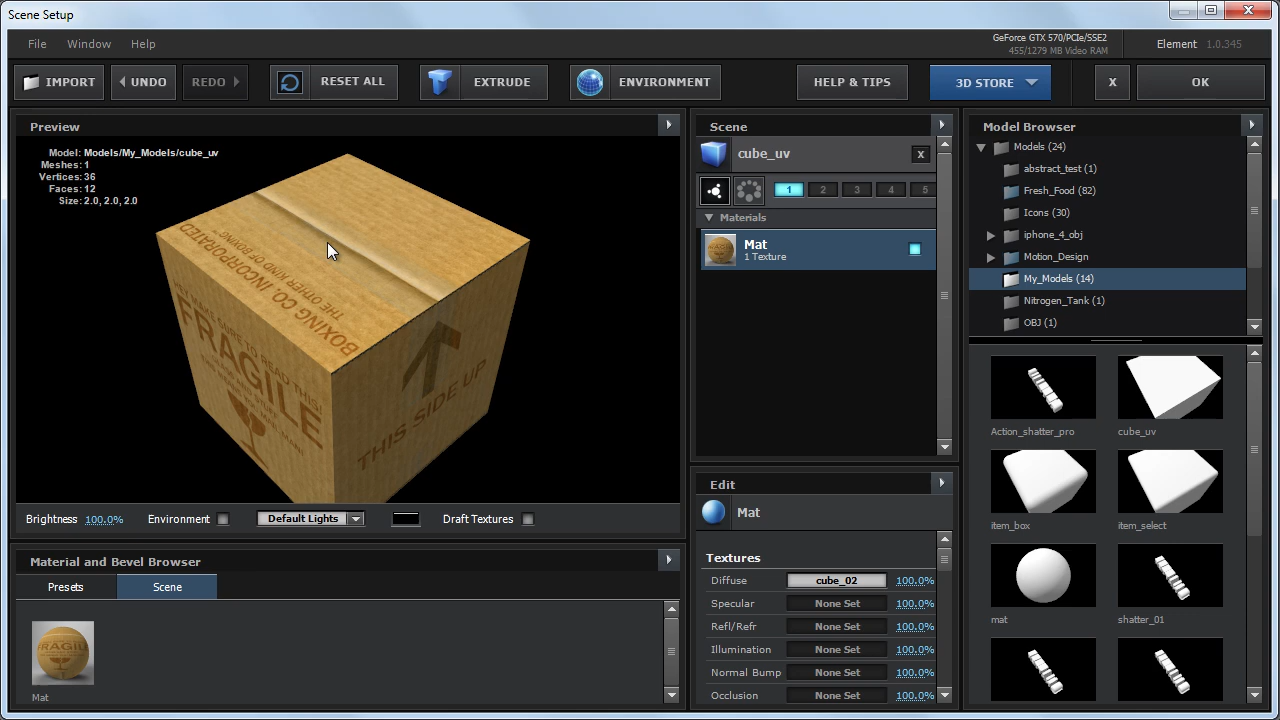 Scene Setup
File Window Help
GeForce GTX 570/PCIe/SSE2
455/1279 MB Video RAM
Element 1.0.345
IMPORT UNDO REDO RESET ALL EXTRUDE ENVIRONMENT HELP & TIPS 3D STORE X OK
Preview
Model: Models/My_Models/cube_uv
Meshes: 1
Vertices: 36
Faces: 12
Size: 2.0, 2.0, 2.0
BOXING CO. INCORPORATED
THE OTHER KIND OF BOXING™
FRAGILE
THIS SIDE UP
Brightness 100.0% Environment Default Lights Draft Textures
Material and Bevel Browser
Presets Scene
FRAGILE
Mat
Scene
cube_uv X
1 2 3 4 5
Materials
Mat
1 Texture
Edit
Mat
Textures
Diffuse cube_02 100.0%
Specular None Set 100.0%
Refl/Refr None Set 100.0%
Illumination None Set 100.0%
Normal Bump None Set 100.0%
Occlusion None Set 100.0%
Model Browser
Models (24)
abstract_test (1)
Fresh_Food (82)
Icons (30)
iphone_4_obj
Motion_Design
My_Models (14)
Nitrogen_Tank (1)
OBJ (1)
Action_shatter_pro cube_uv
item_box item_select
mat shatter_01